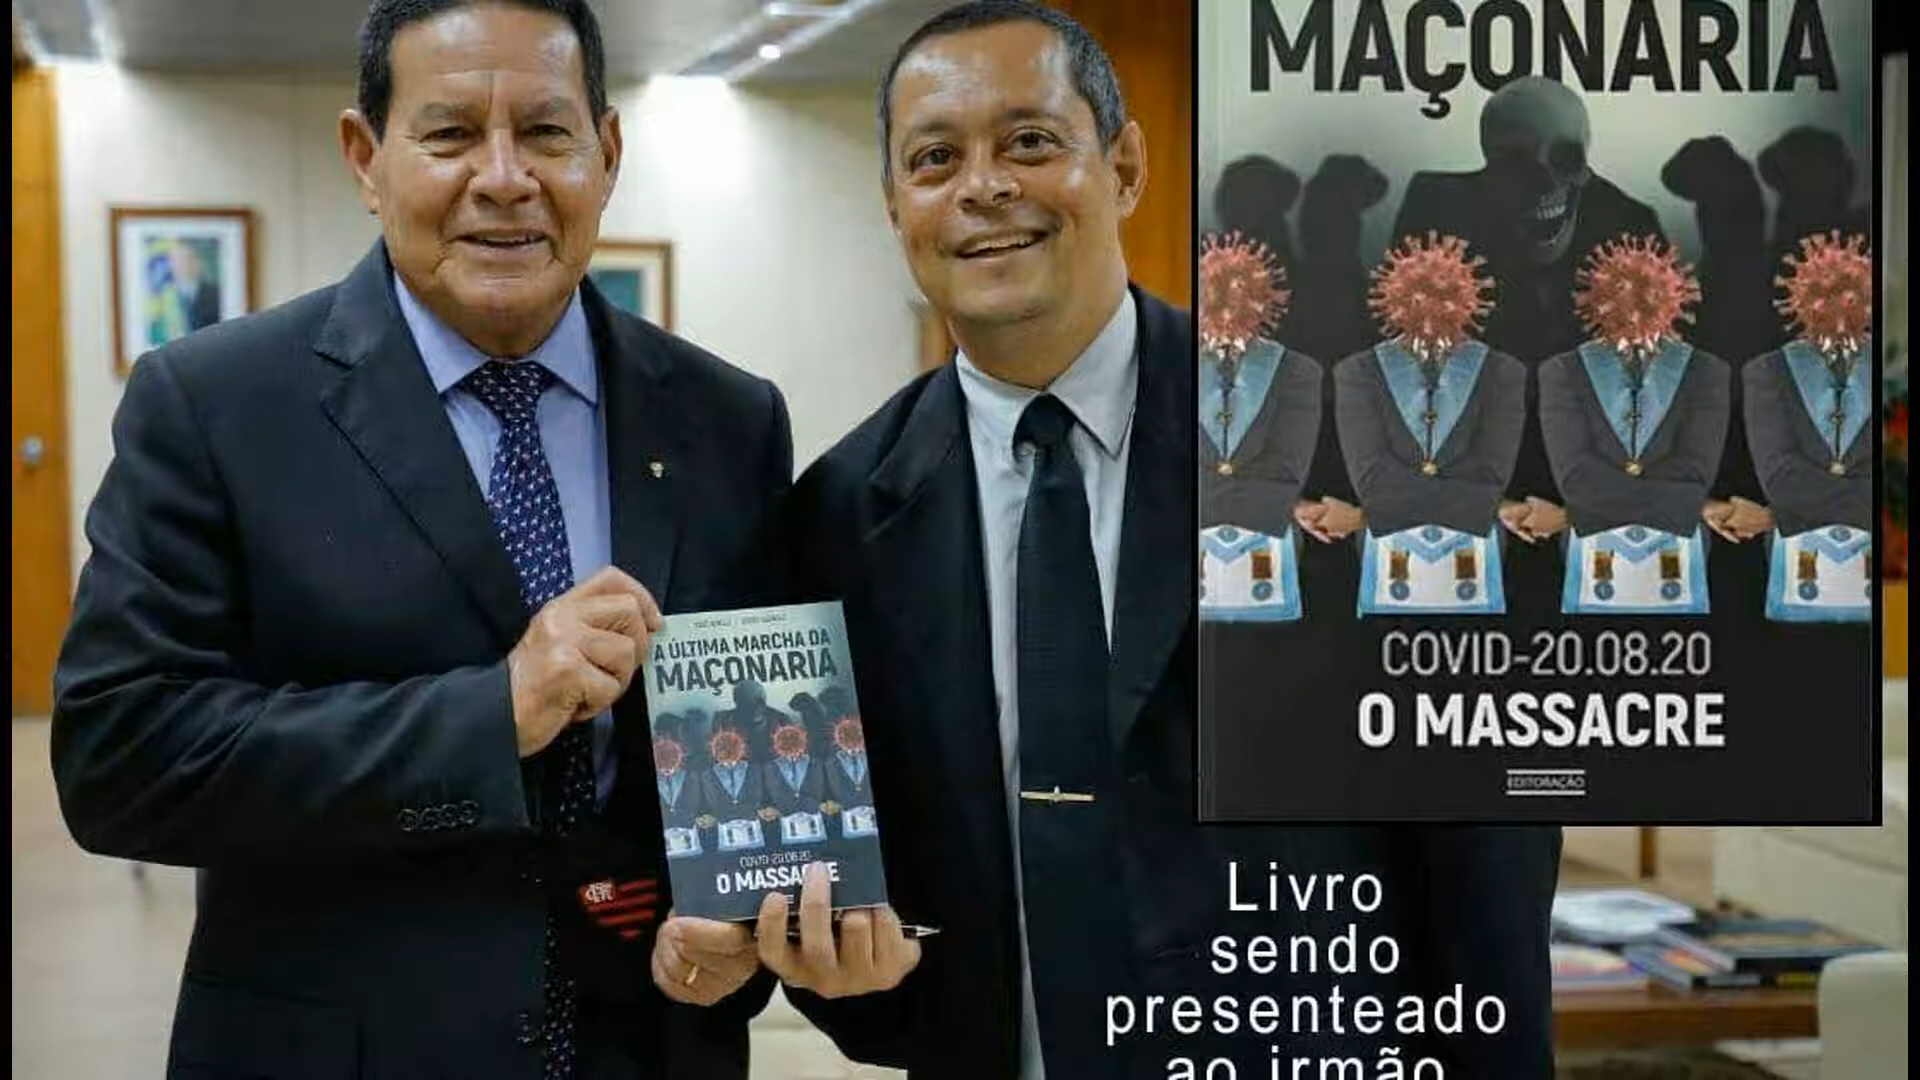 A ÚLTIMA MARCHA DA
MAÇONARIA
COVID-20.08.20
O MASSACRE
MAÇONARIA
COVID-20.08.20
O MASSACRE
EDITORAÇÃO
Livro
sendo
presenteado
ao irmão